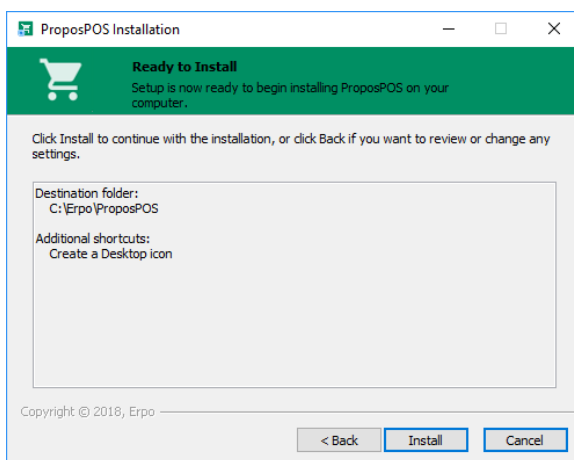 ProposPOS Installation
Ready to Install
Setup is now ready to begin installing ProposPOS on your
computer.
Click Install to continue with the installation, or click Back if you want to review or change any
settings.
Destination folder:
C:\Erpo\ProposPOS
Additional shortcuts:
Create a Desktop icon
Copyright © 2018, Erpo
< Back
Install
Cancel